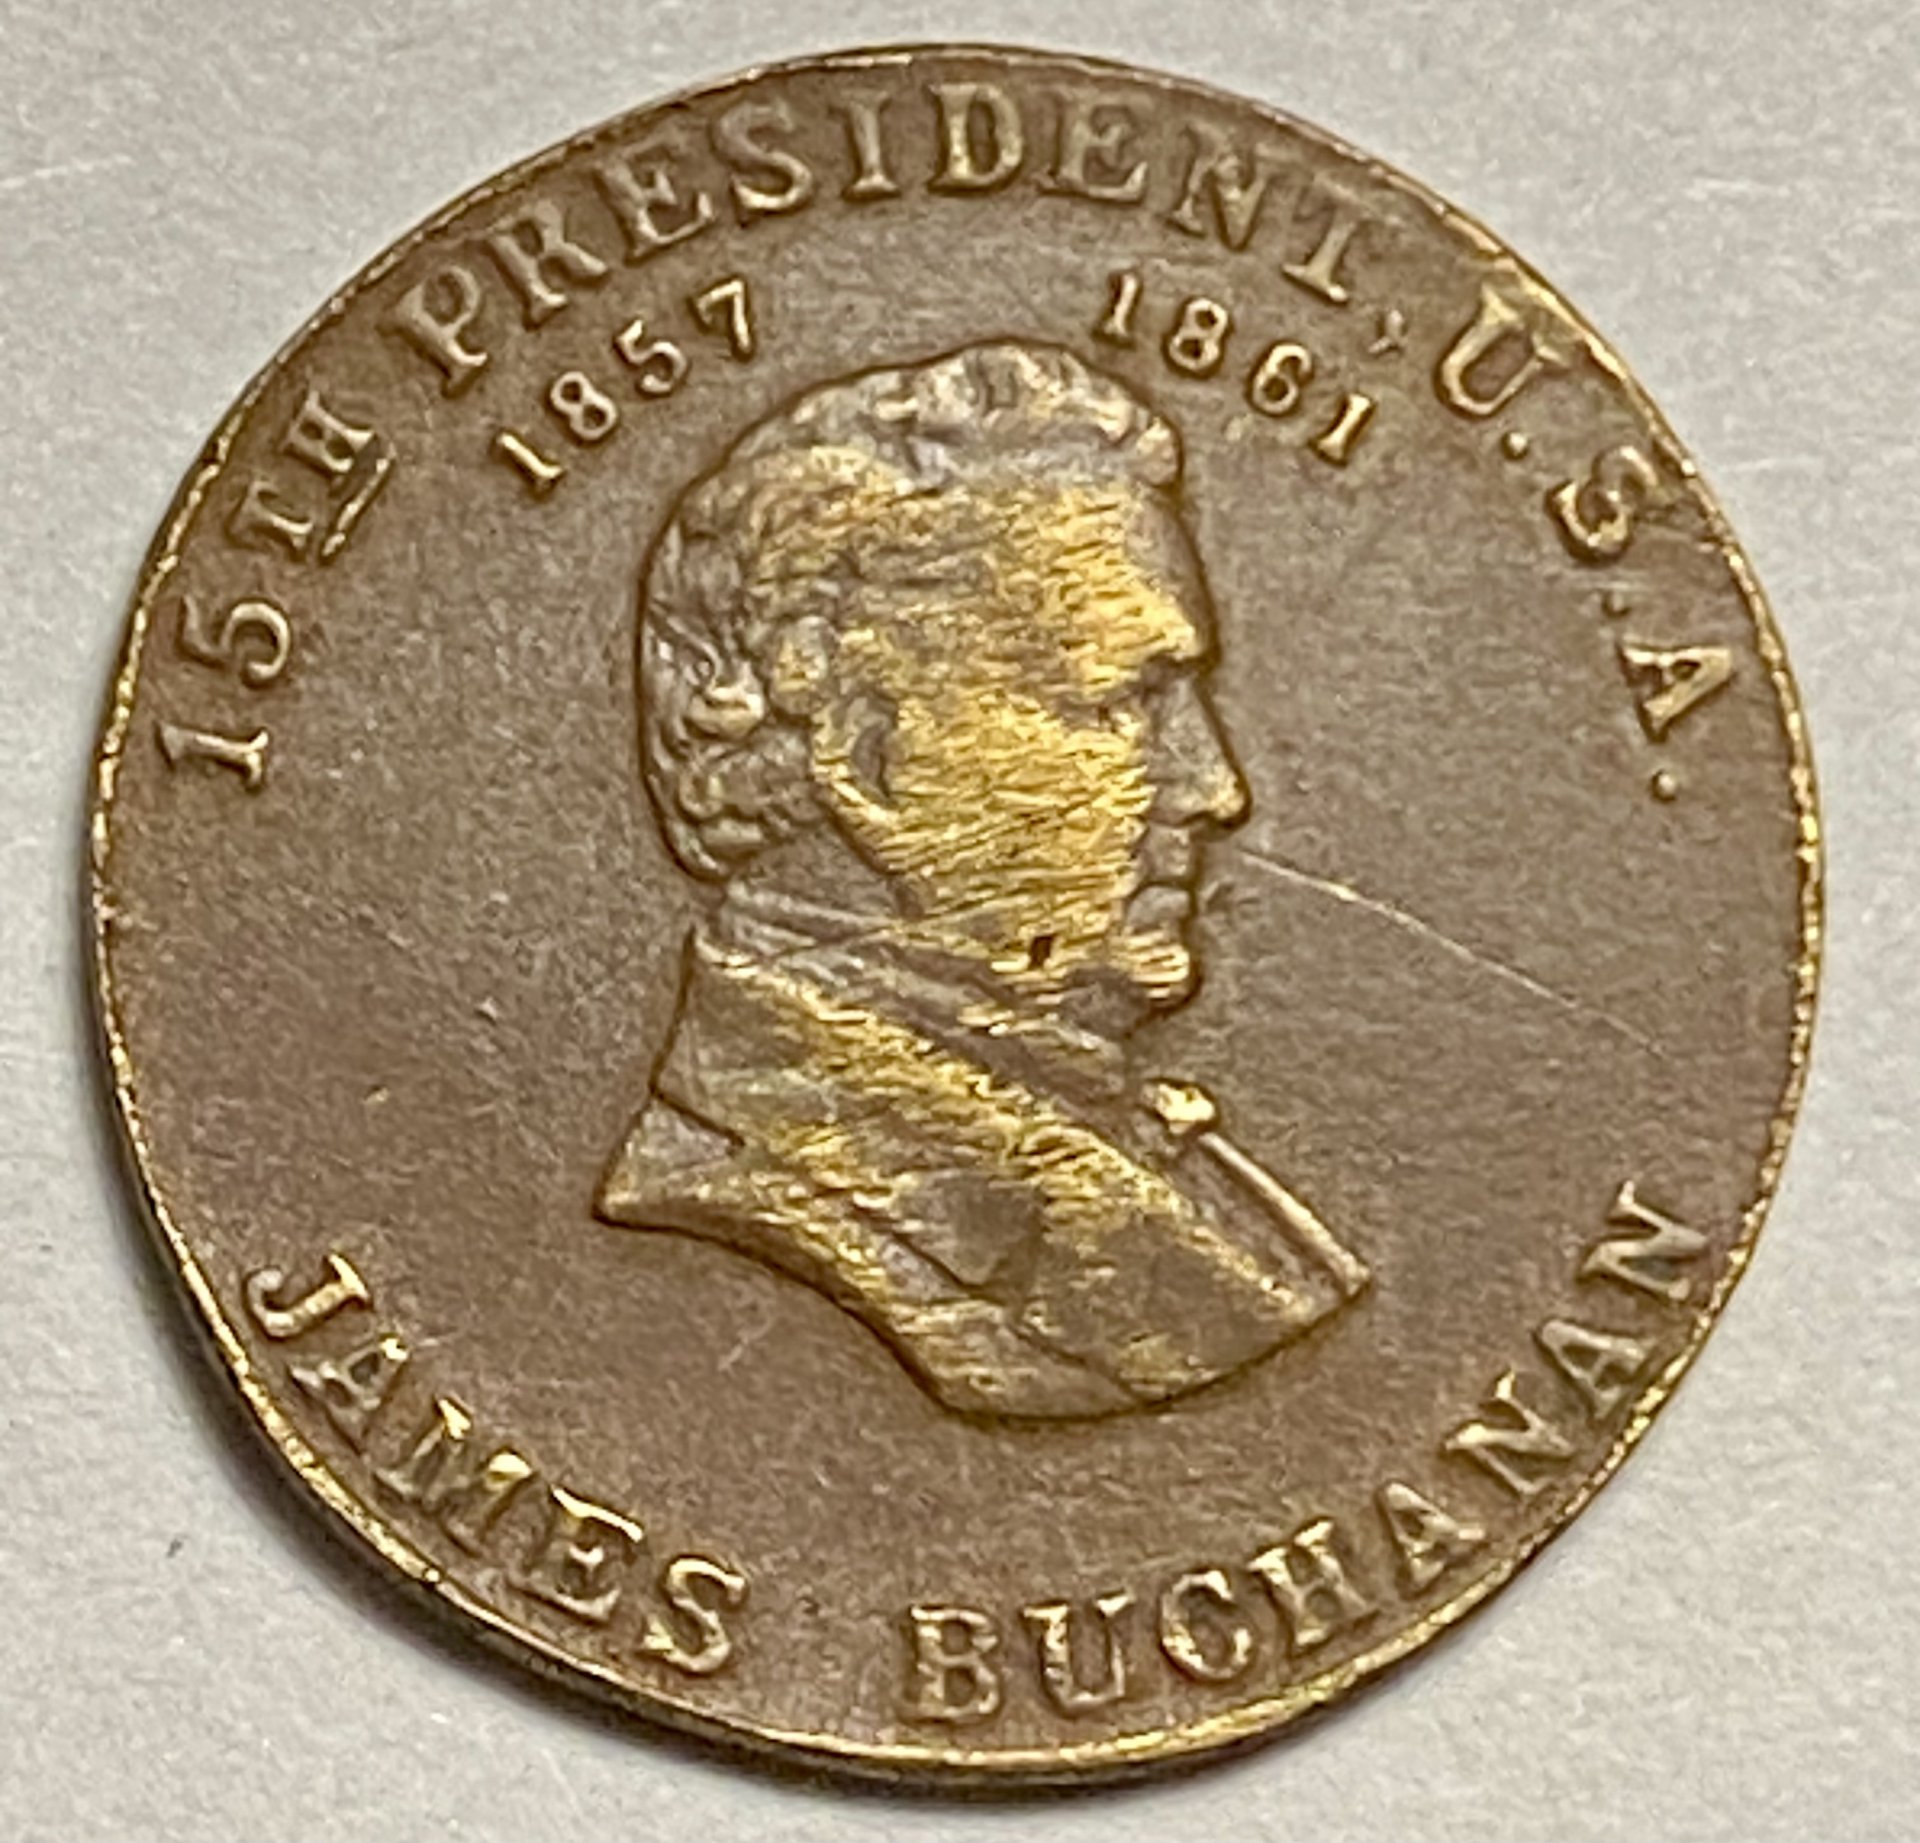 15TH PRESIDENT, U.S.A.
1857 1861
JAMES BUCHANAN